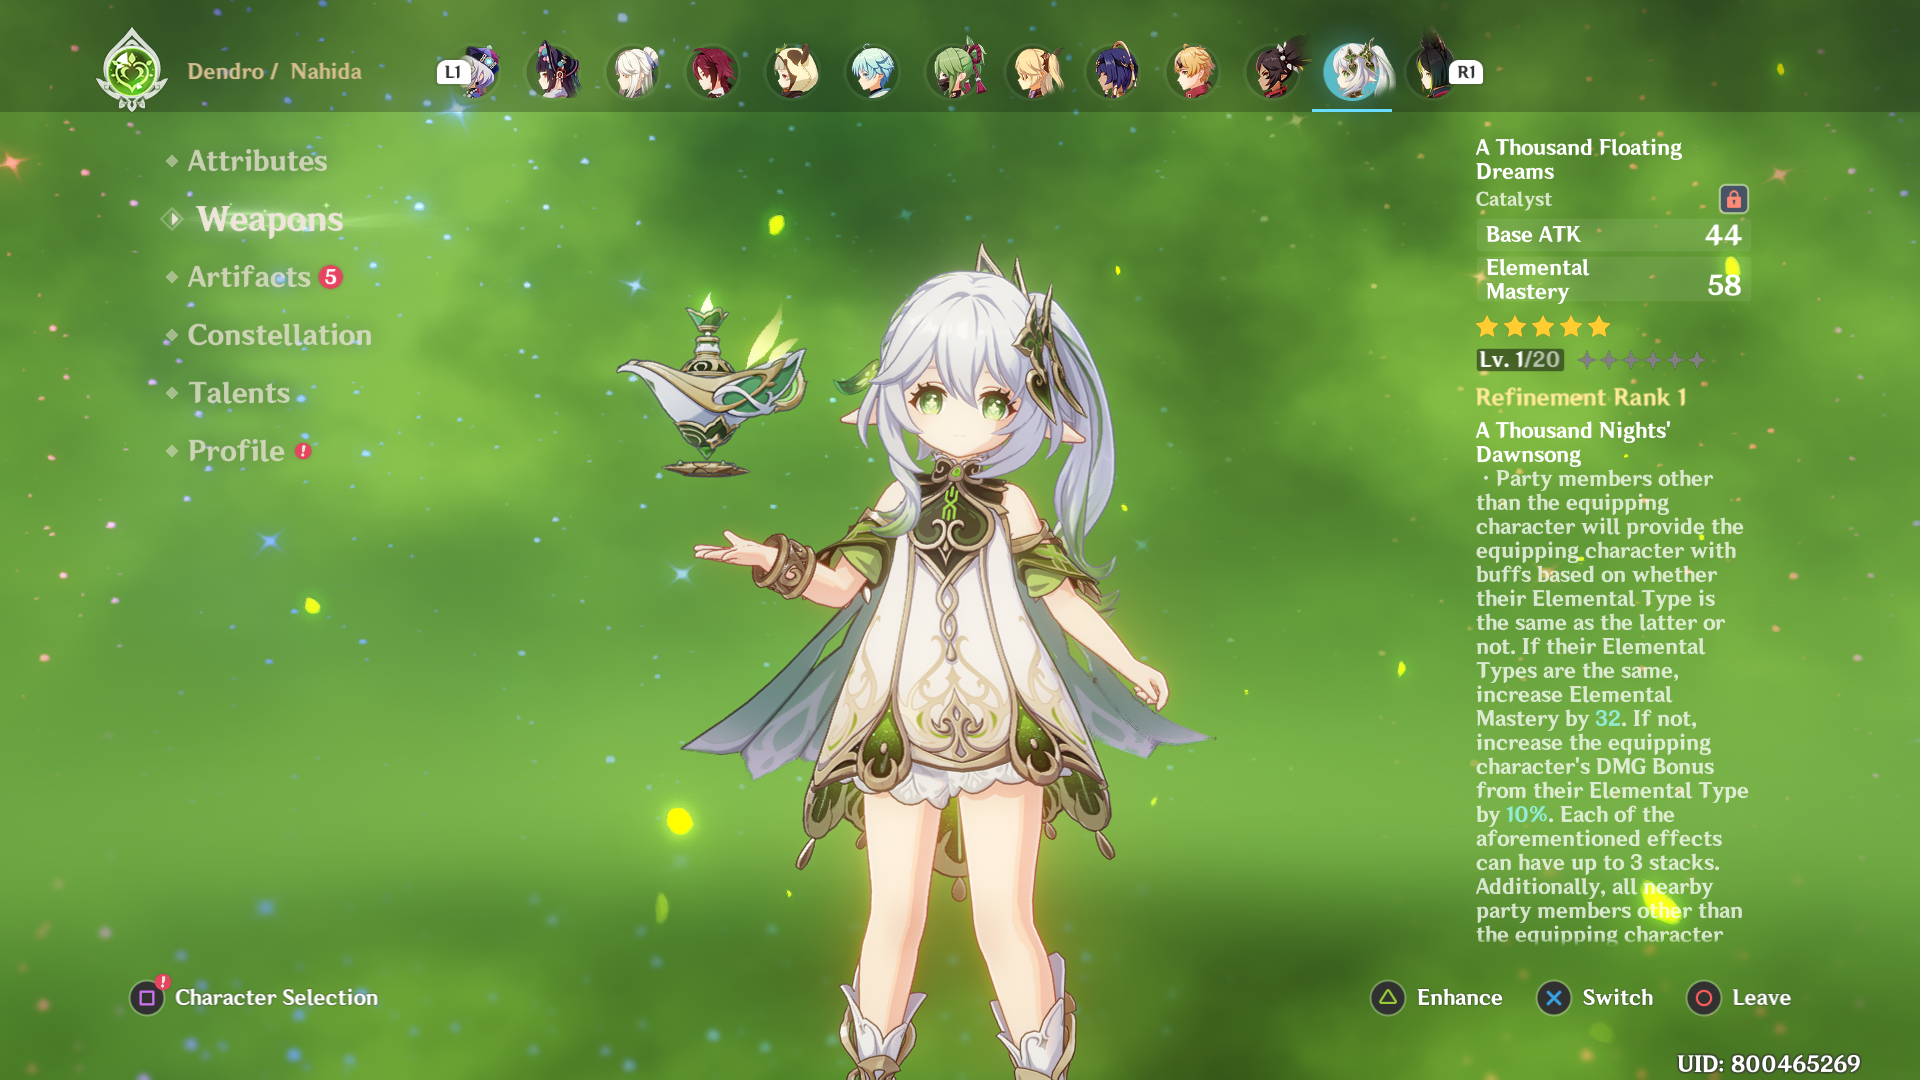 Dendro / Nahida
L1
R1
Attributes
Weapons
Artifacts 5
Constellation
Talents
Profile !
A Thousand Floating
Dreams
Catalyst
Base ATK 44
Elemental
Mastery 58
Lv. 1/20
Refinement Rank 1
A Thousand Nights'
Dawnsong
・Party members other
than the equipping
character will provide the
equipping character with
buffs based on whether
their Elemental Type is
the same as the latter or
not. If their Elemental
Types are the same,
increase Elemental
Mastery by 32. If not,
increase the equipping
character's DMG Bonus
from their Elemental Type
by 10%. Each of the
aforementioned effects
can have up to 3 stacks.
Additionally, all nearby
party members other than
the equipping character
! Character Selection
Enhance
Switch
Leave
UID: 800465269